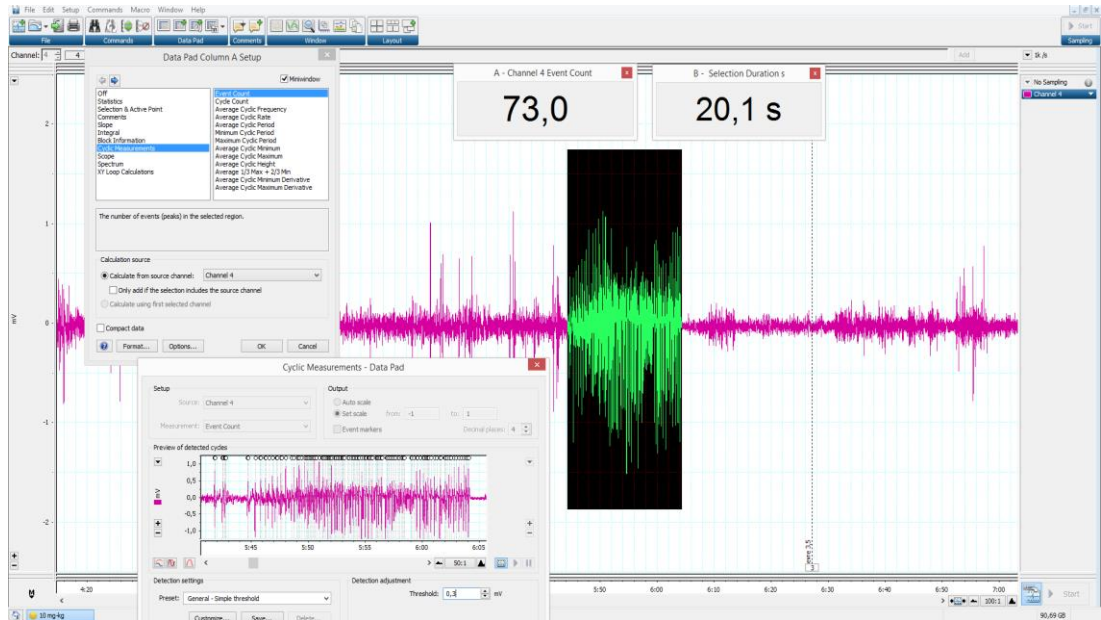 File Edit Setup Commands Macro Window Help
File Commands Data Pad Comments Window Layout
Start
Sampling
Channel: 4 4
Add
1k /s
Data Pad Column A Setup
Miniwindow
Off
Statistics
Selection & Active Point
Comments
Slope
Integral
Block Information
Cyclic Measurements
Scope
Spectrum
XY Loop Calculations
Event Count
Cycle Count
Average Cyclic Frequency
Average Cyclic Rate
Average Cyclic Period
Minimum Cyclic Period
Maximum Cyclic Period
Average Cyclic Minimum
Average Cyclic Maximum
Average Cyclic Height
Average 1/3 Max + 2/3 Min
Average Cyclic Minimum Derivative
Average Cyclic Maximum Derivative
The number of events (peaks) in the selected region.
Calculation source
Calculate from source channel: Channel 4
Only add if the selection includes the source channel
Calculate using first selected channel
Compact data
Format... Options... OK Cancel
A - Channel 4 Event Count
73,0
B - Selection Duration s
20,1 s
No Sampling
Channel 4
2
1
0
-1
-2
mV
Cyclic Measurements - Data Pad
Setup
Source: Channel 4
Measurement: Event Count
Output
Auto scale
Set scale from: -1 to: 1
Event markers Decimal places: 4
Preview of detected cycles
1,0
0,5
0,0
-0,5
-1,0
mV
5:45 5:50 5:55 6:00 6:05
50:1
Detection settings
Preset: General - Simple threshold
Customize... Save... Delete...
Detection adjustment
Threshold: 0,3 mV
3
4:20 5:50 6:00 6:10 6:20 6:30 6:40 6:50 7:00
100:1
Start
10 mg-kg
90,69 GB